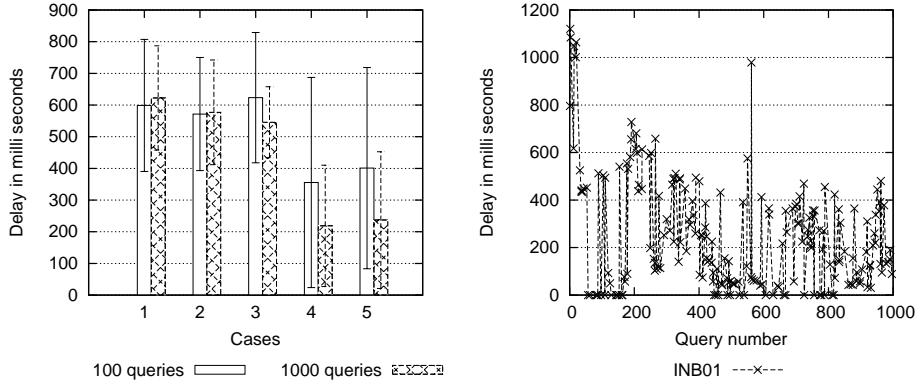 900
800
700
600
500
400
300
200
100
0
Delay in milli seconds
1 2 3 4 5
Cases
100 queries 1000 queries
1200
1000
800
600
400
200
0
Delay in milli seconds
0 200 400 600 800 1000
Query number
INB01